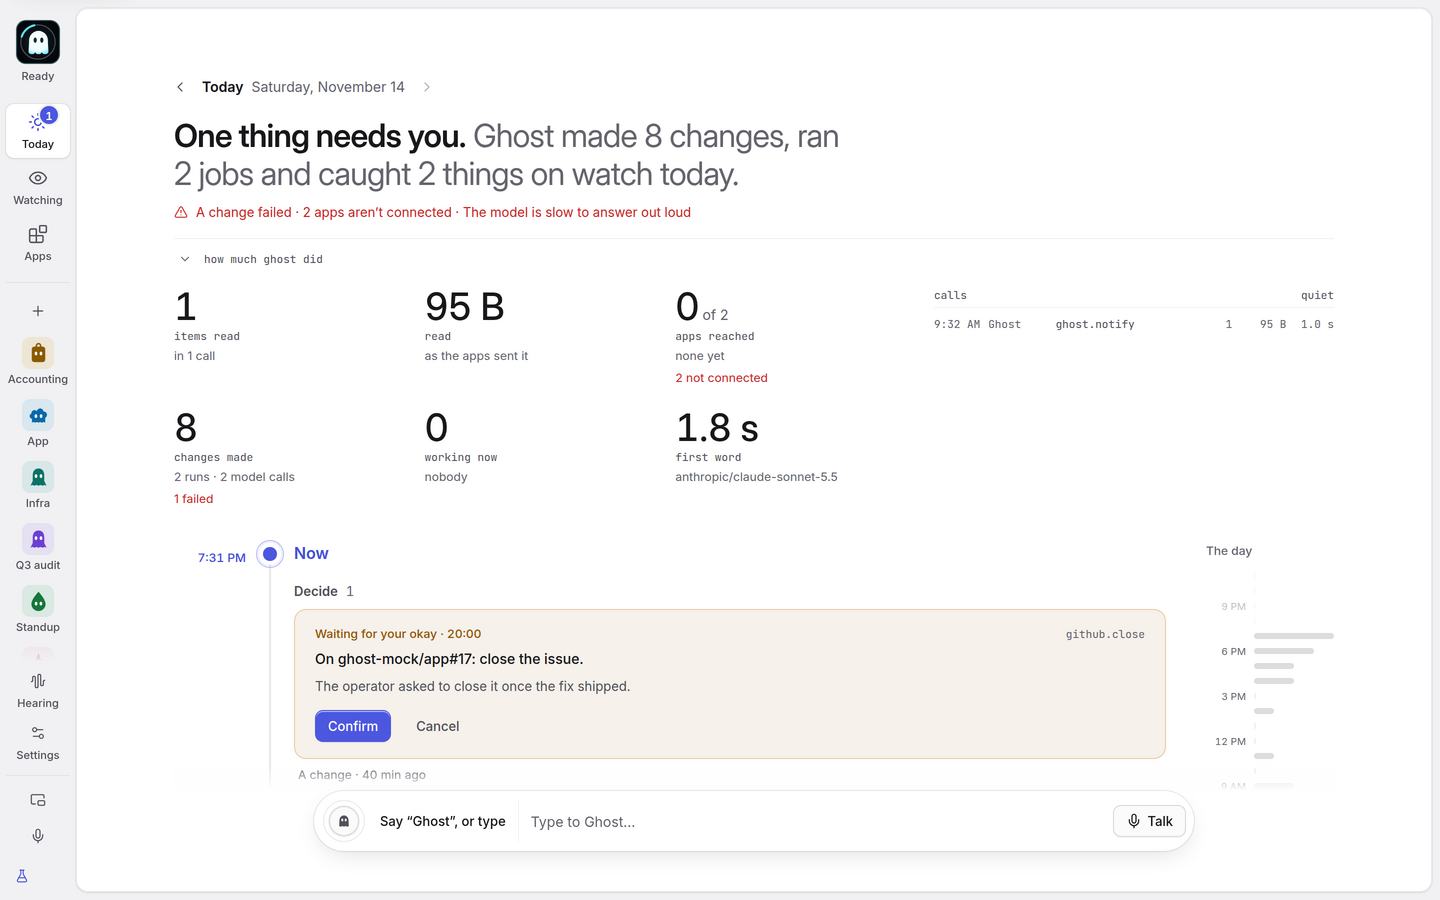 Ready
1
Today
Watching
Apps
Accounting
App
Infra
Q3 audit
Standup
Hearing
Settings
Today Saturday, November 14
One thing needs you. Ghost made 8 changes, ran
2 jobs and caught 2 things on watch today.
A change failed · 2 apps aren’t connected · The model is slow to answer out loud
how much ghost did
1
items read
in 1 call
95 B
read
as the apps sent it
0 of 2
apps reached
none yet
2 not connected
calls quiet
9:32 AM Ghost ghost.notify 1 95 B 1.0 s
8
changes made
2 runs · 2 model calls
1 failed
0
working now
nobody
1.8 s
first word
anthropic/claude-sonnet-5.5
7:31 PM Now
Decide 1
Waiting for your okay · 20:00 github.close
On ghost-mock/app#17: close the issue.
The operator asked to close it once the fix shipped.
Confirm Cancel
A change · 40 min ago
The day
9 PM
6 PM
3 PM
12 PM
9 AM
Say “Ghost”, or type
Type to Ghost...
Talk